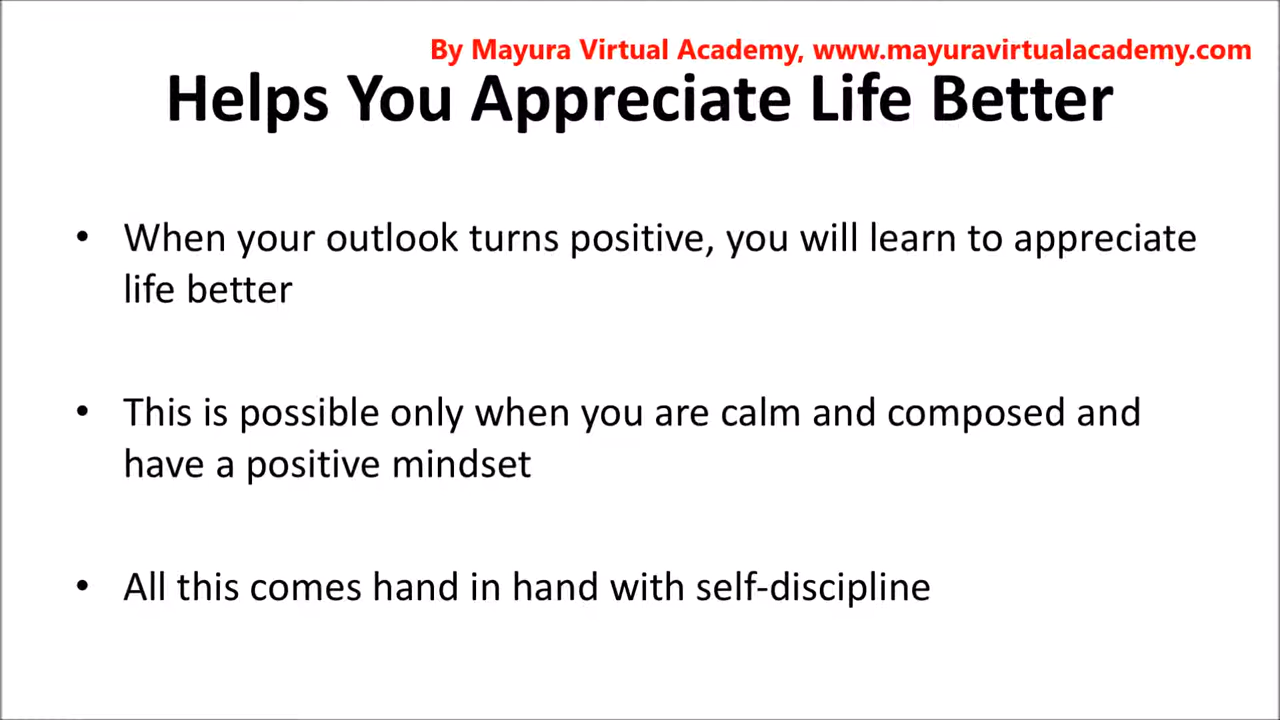 By Mayura Virtual Academy, www.mayuravirtualacademy.com
Helps You Appreciate Life Better
• When your outlook turns positive, you will learn to appreciate
life better
• This is possible only when you are calm and composed and
have a positive mindset
• All this comes hand in hand with self-discipline